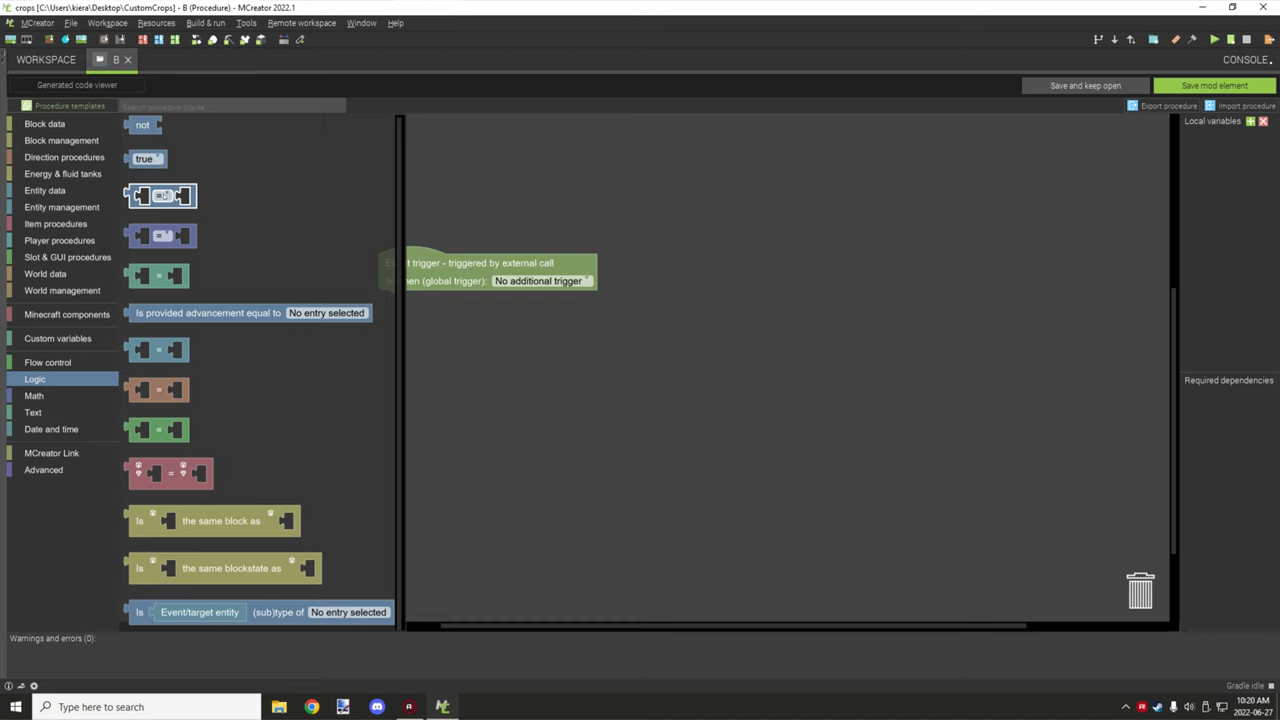 crops [C:\Users\kiera\Desktop\CustomCrops] - B (Procedure) - MCreator 2022.1
MCreator File Workspace Resources Build & run Tools Remote workspace Window Help
WORKSPACE B CONSOLE
Generated code viewer Save and keep open Save mod element
Procedure templates Search procedure blocks Export procedure Import procedure
Block data
Block management
Direction procedures
Energy & fluid tanks
Entity data
Entity management
Item procedures
Player procedures
Slot & GUI procedures
World data
World management
Minecraft components
Custom variables
Flow control
Logic
Math
Text
Date and time
MCreator Link
Advanced
not
true
=
=
=
Is provided advancement equal to No entry selected
=
=
=
=
Is the same block as
Is the same blockstate as
Is Event/target entity (sub)type of No entry selected
t trigger - triggered by external call
hen (global trigger): No additional trigger
Local variables
Required dependencies
Warnings and errors (0):
Gradle idle
Type here to search
10:20 AM
2022-06-27